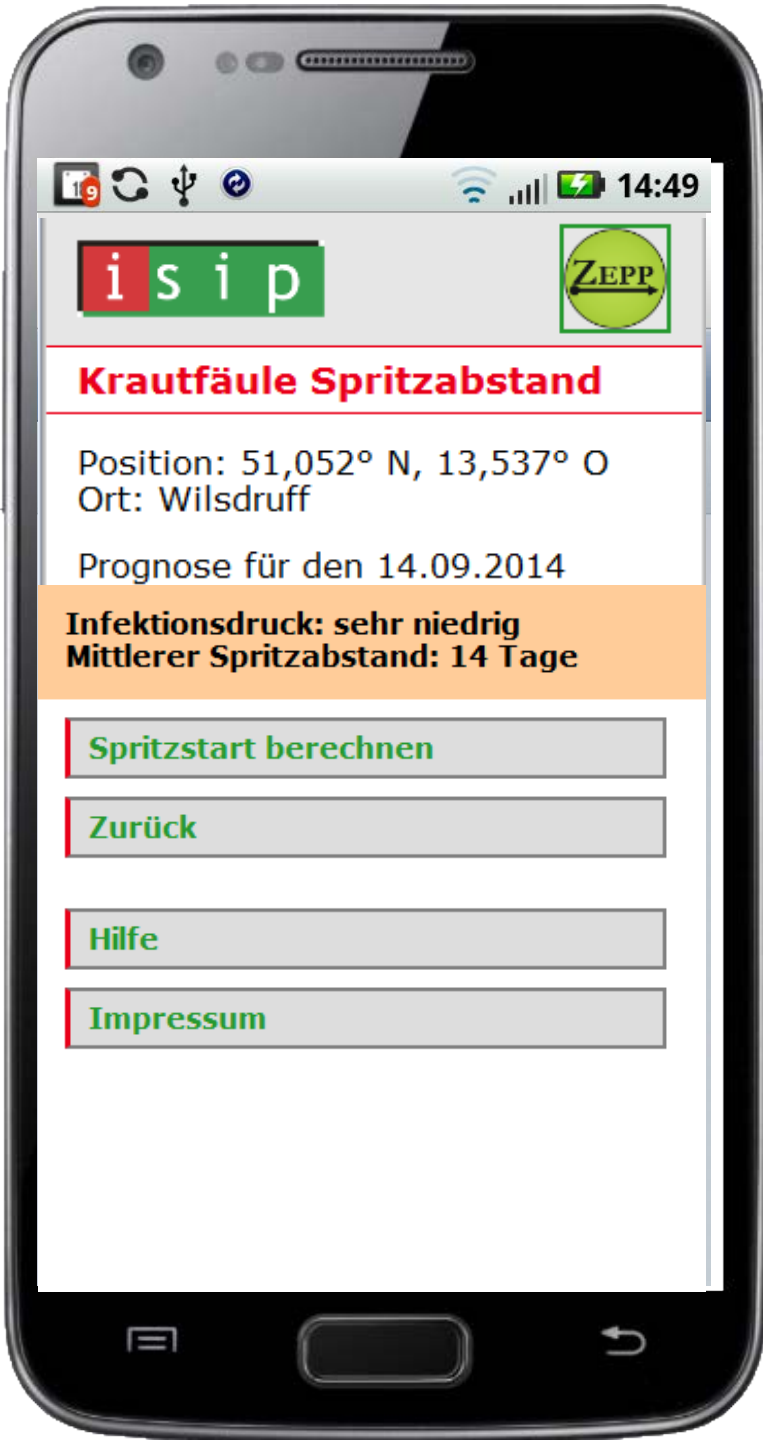 14:49
isip
ZEPP
Krautfäule Spritzabstand
Position: 51,052° N, 13,537° O
Ort: Wilsdruff
Prognose für den 14.09.2014
Infektionsdruck: sehr niedrig
Mittlerer Spritzabstand: 14 Tage
Spritzstart berechnen
Zurück
Hilfe
Impressum